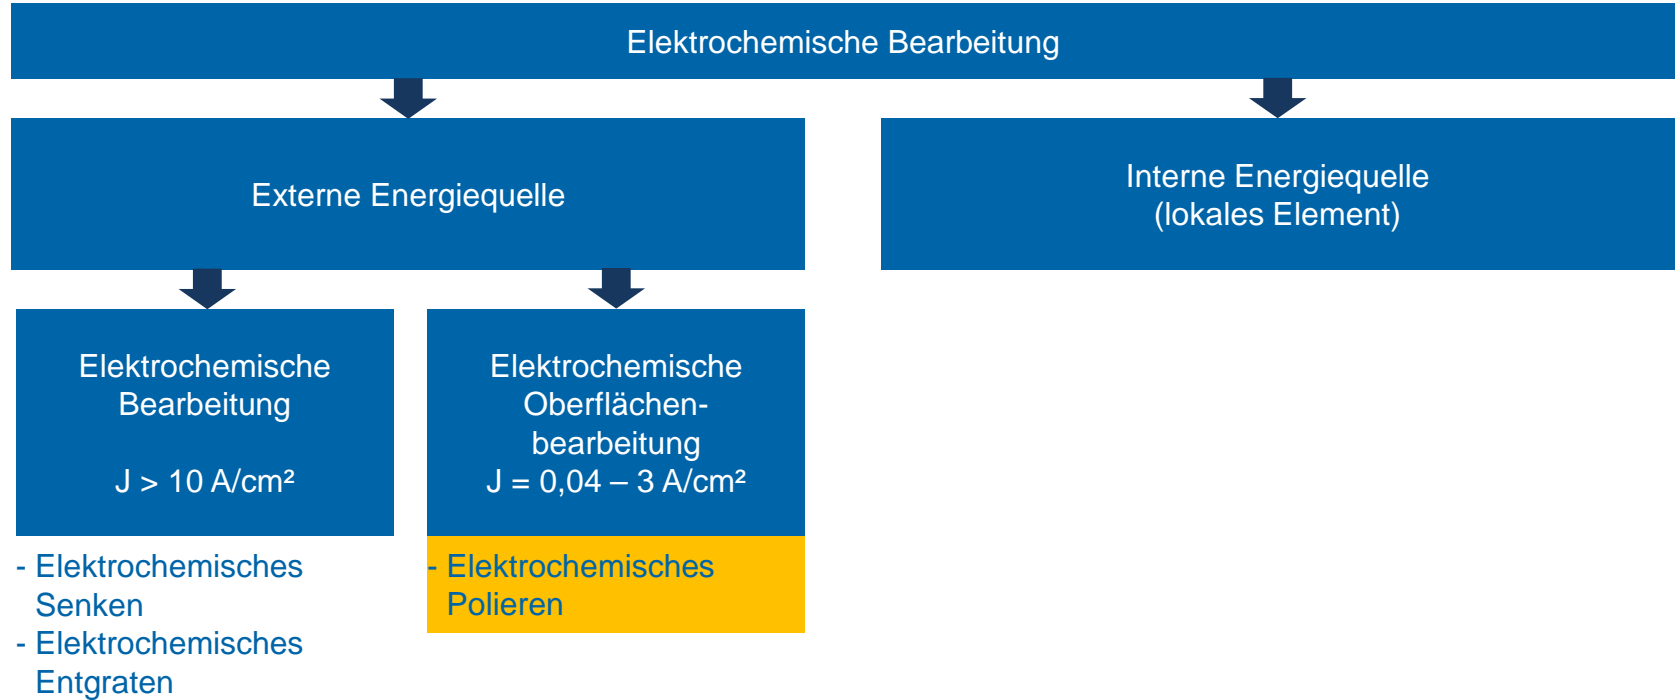 Elektrochemische Bearbeitung
Externe Energiequelle
Interne Energiequelle
(lokales Element)
Elektrochemische
Bearbeitung
J > 10 A/cm²
Elektrochemische
Oberflächen-
bearbeitung
J = 0,04 – 3 A/cm²
- Elektrochemisches
Senken
- Elektrochemisches
Entgraten
- Elektrochemisches
Polieren